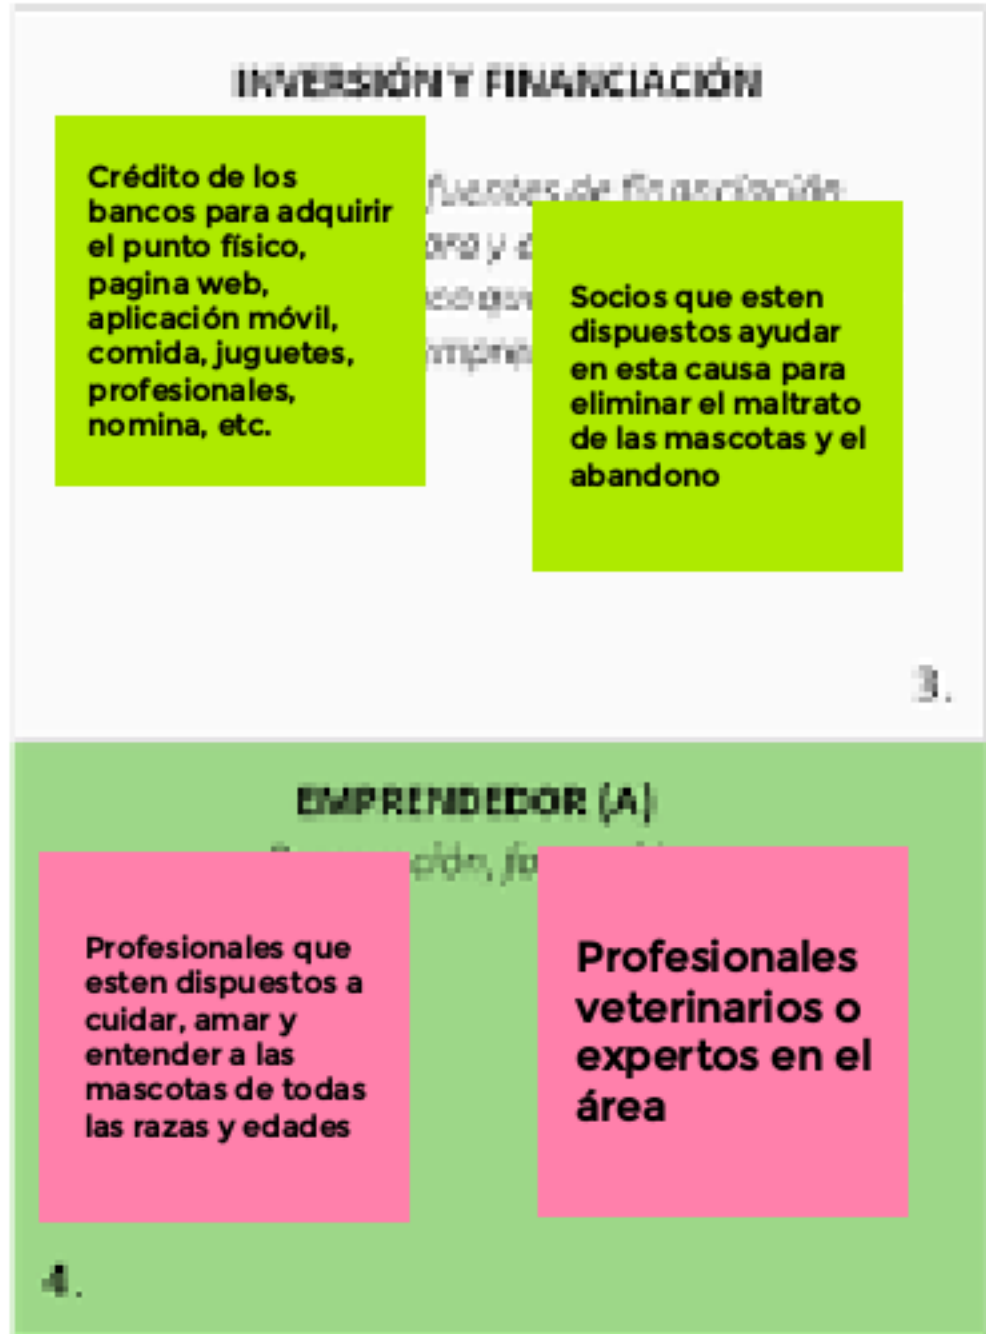 INVERSIÓN Y FINANCIACIÓN
Crédito de los
bancos para adquirir
el punto físico,
pagina web,
aplicación móvil,
comida, juguetes,
profesionales,
nomina, etc.
fuentes de financiación
Socios que esten
dispuestos ayudar
en esta causa para
eliminar el maltrato
de las mascotas y el
abandono
3.
EMPRENDEDOR (A)
Profesionales que
esten dispuestos a
cuidar, amar y
entender a las
mascotas de todas
las razas y edades
Profesionales
veterinarios o
expertos en el
área
4.